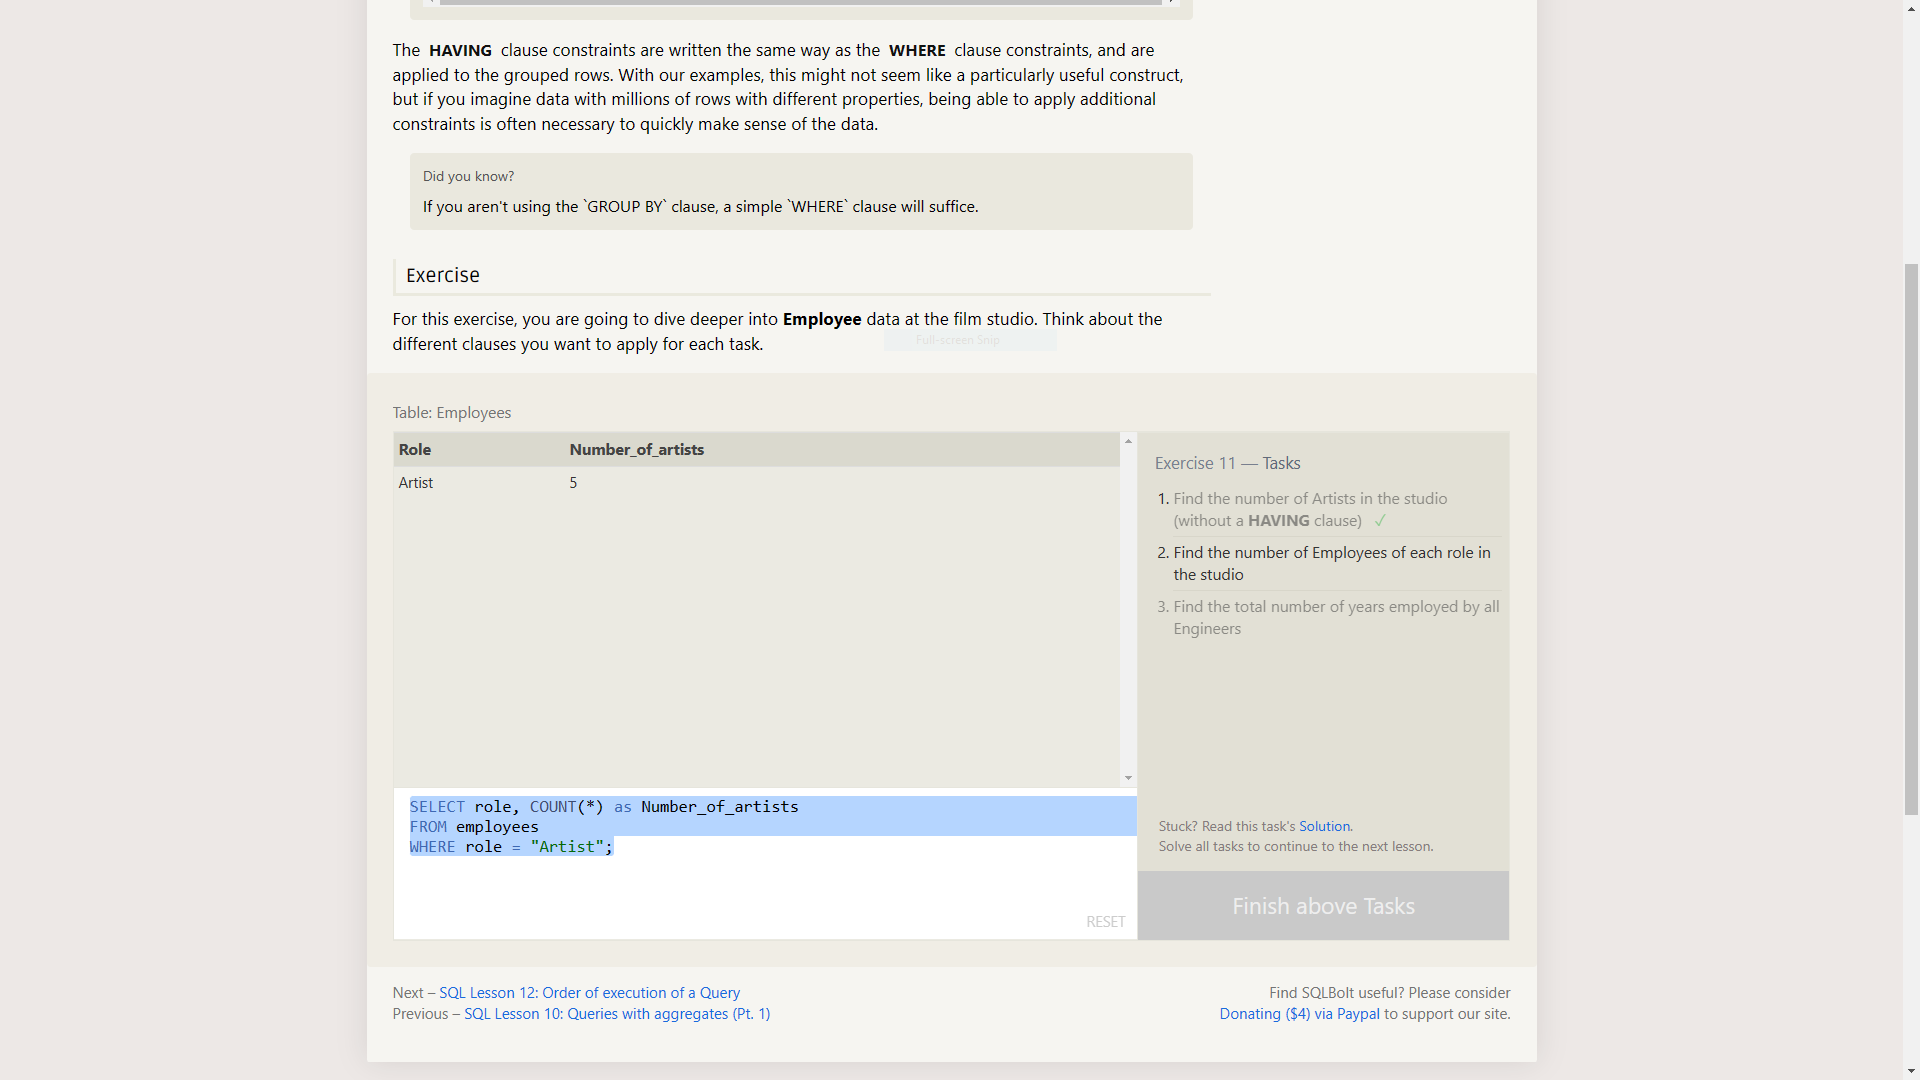 The HAVING clause constraints are written the same way as the WHERE clause constraints, and are
applied to the grouped rows. With our examples, this might not seem like a particularly useful construct,
but if you imagine data with millions of rows with different properties, being able to apply additional
constraints is often necessary to quickly make sense of the data.
Did you know?
If you aren't using the `GROUP BY` clause, a simple `WHERE` clause will suffice.
Exercise
For this exercise, you are going to dive deeper into Employee data at the film studio. Think about the
different clauses you want to apply for each task.
Full-screen Snip
Table: Employees
Role Number_of_artists
Artist 5
SELECT role, COUNT(*) as Number_of_artists
FROM employees
WHERE role = "Artist";
RESET
Exercise 11 — Tasks
1. Find the number of Artists in the studio
(without a HAVING clause) ✓
2. Find the number of Employees of each role in
the studio
3. Find the total number of years employed by all
Engineers
Stuck? Read this task's Solution.
Solve all tasks to continue to the next lesson.
Finish above Tasks
Next – SQL Lesson 12: Order of execution of a Query
Previous – SQL Lesson 10: Queries with aggregates (Pt. 1)
Find SQLBolt useful? Please consider
Donating ($4) via Paypal to support our site.